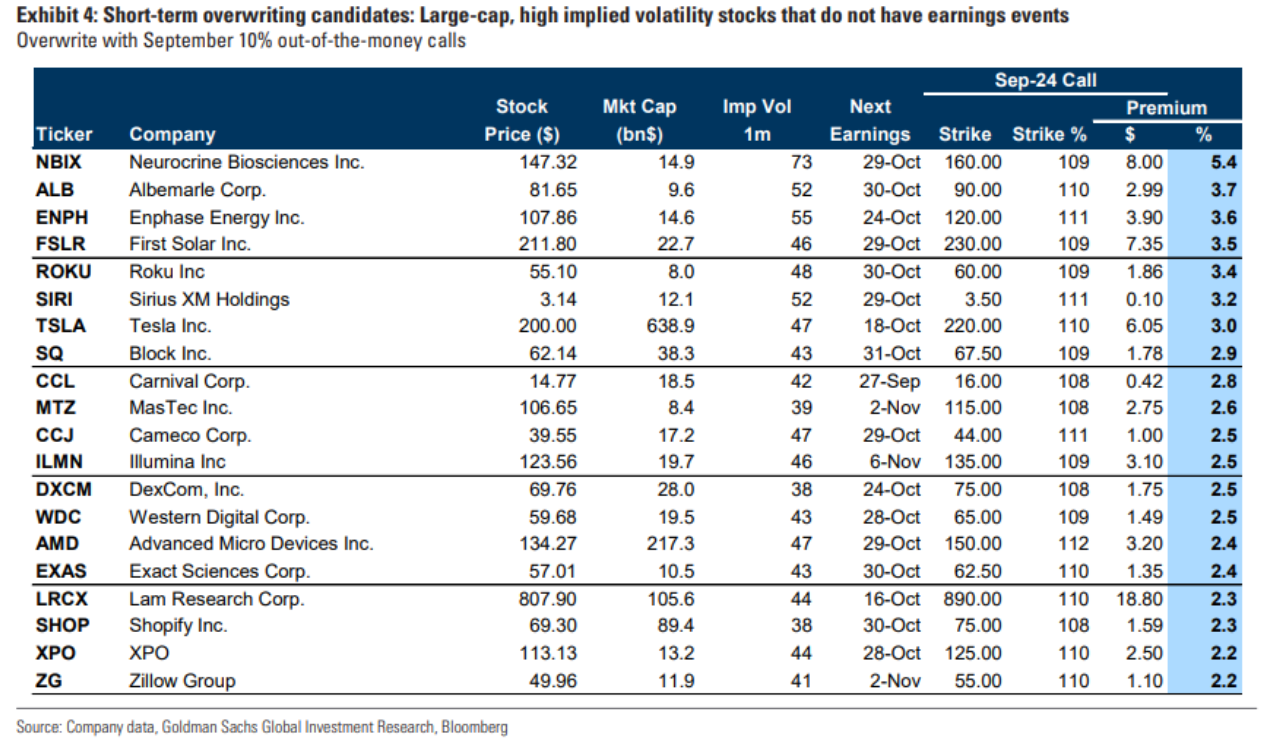 Exhibit 4: Short-term overwriting candidates: Large-cap, high implied volatility stocks that do not have earnings events
Overwrite with September 10% out-of-the-money calls
Sep-24 Call
Stock Mkt Cap Imp Vol Next Premium
Ticker Company Price ($) (bn$) 1m Earnings Strike Strike % $ %
NBIX Neurocrine Biosciences Inc. 147.32 14.9 73 29-Oct 160.00 109 8.00 5.4
ALB Albemarle Corp. 81.65 9.6 52 30-Oct 90.00 110 2.99 3.7
ENPH Enphase Energy Inc. 107.86 14.6 55 24-Oct 120.00 111 3.90 3.6
FSLR First Solar Inc. 211.80 22.7 46 29-Oct 230.00 109 7.35 3.5
ROKU Roku Inc 55.10 8.0 48 30-Oct 60.00 109 1.86 3.4
SIRI Sirius XM Holdings 3.14 12.1 52 29-Oct 3.50 111 0.10 3.2
TSLA Tesla Inc. 200.00 638.9 47 18-Oct 220.00 110 6.05 3.0
SQ Block Inc. 62.14 38.3 43 31-Oct 67.50 109 1.78 2.9
CCL Carnival Corp. 14.77 18.5 42 27-Sep 16.00 108 0.42 2.8
MTZ MasTec Inc. 106.65 8.4 39 2-Nov 115.00 108 2.75 2.6
CCJ Cameco Corp. 39.55 17.2 47 29-Oct 44.00 111 1.00 2.5
ILMN Illumina Inc 123.56 19.7 46 6-Nov 135.00 109 3.10 2.5
DXCM DexCom, Inc. 69.76 28.0 38 24-Oct 75.00 108 1.75 2.5
WDC Western Digital Corp. 59.68 19.5 43 28-Oct 65.00 109 1.49 2.5
AMD Advanced Micro Devices Inc. 134.27 217.3 47 29-Oct 150.00 112 3.20 2.4
EXAS Exact Sciences Corp. 57.01 10.5 43 30-Oct 62.50 110 1.35 2.4
LRCX Lam Research Corp. 807.90 105.6 44 16-Oct 890.00 110 18.80 2.3
SHOP Shopify Inc. 69.30 89.4 38 30-Oct 75.00 108 1.59 2.3
XPO XPO 113.13 13.2 44 28-Oct 125.00 110 2.50 2.2
ZG Zillow Group 49.96 11.9 41 2-Nov 55.00 110 1.10 2.2
Source: Company data, Goldman Sachs Global Investment Research, Bloomberg